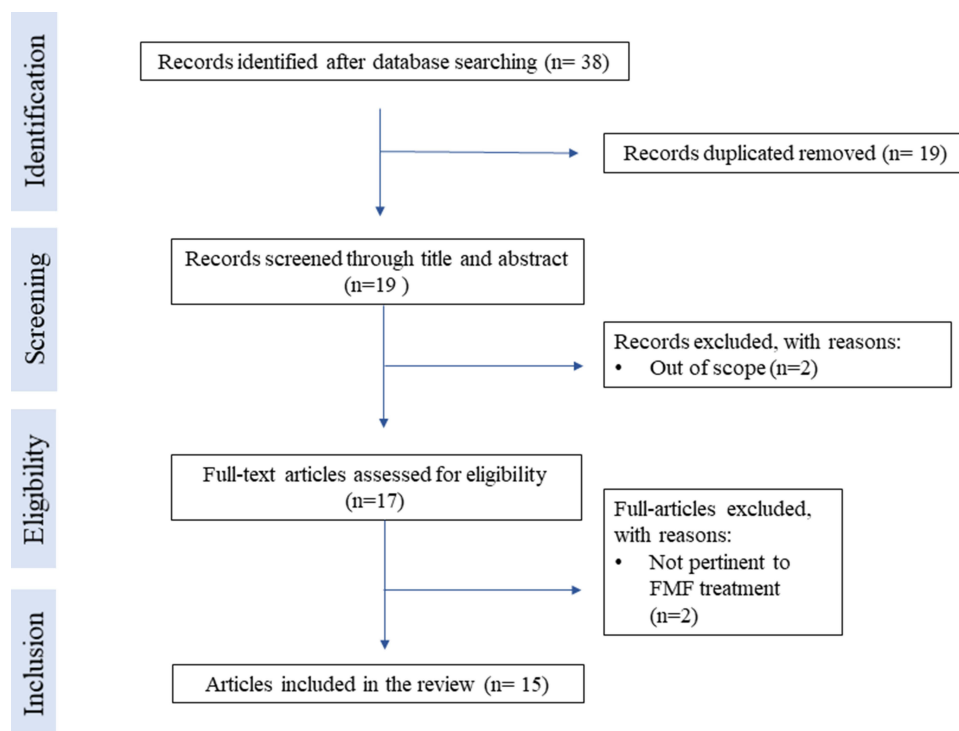 Identification
Records identified after database searching (n= 38)
Records duplicated removed (n= 19)
Screening
Records screened through title and abstract
(n=19 )
Records excluded, with reasons:
• Out of scope (n=2)
Eligibility
Full-text articles assessed for eligibility
(n=17)
Full-articles excluded,
with reasons:
• Not pertinent to
FMF treatment
(n=2)
Inclusion
Articles included in the review (n= 15)